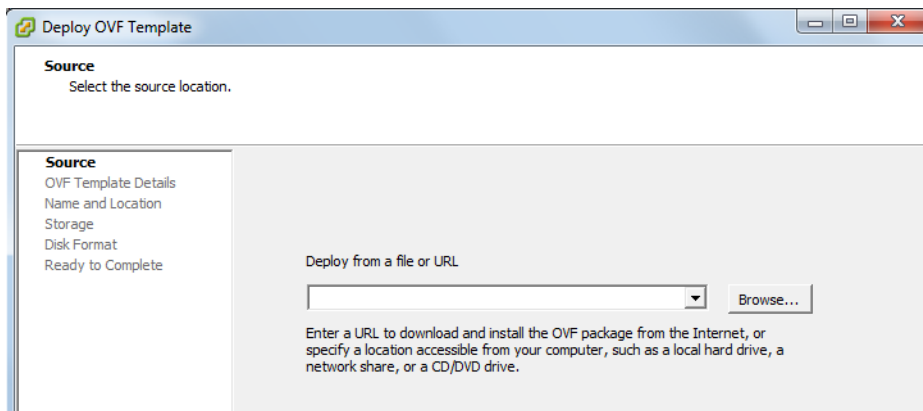 Deploy OVF Template
Source
Select the source location.
Source
OVF Template Details
Name and Location
Storage
Disk Format
Ready to Complete
Deploy from a file or URL
Browse...
Enter a URL to download and install the OVF package from the Internet, or
specify a location accessible from your computer, such as a local hard drive, a
network share, or a CD/DVD drive.